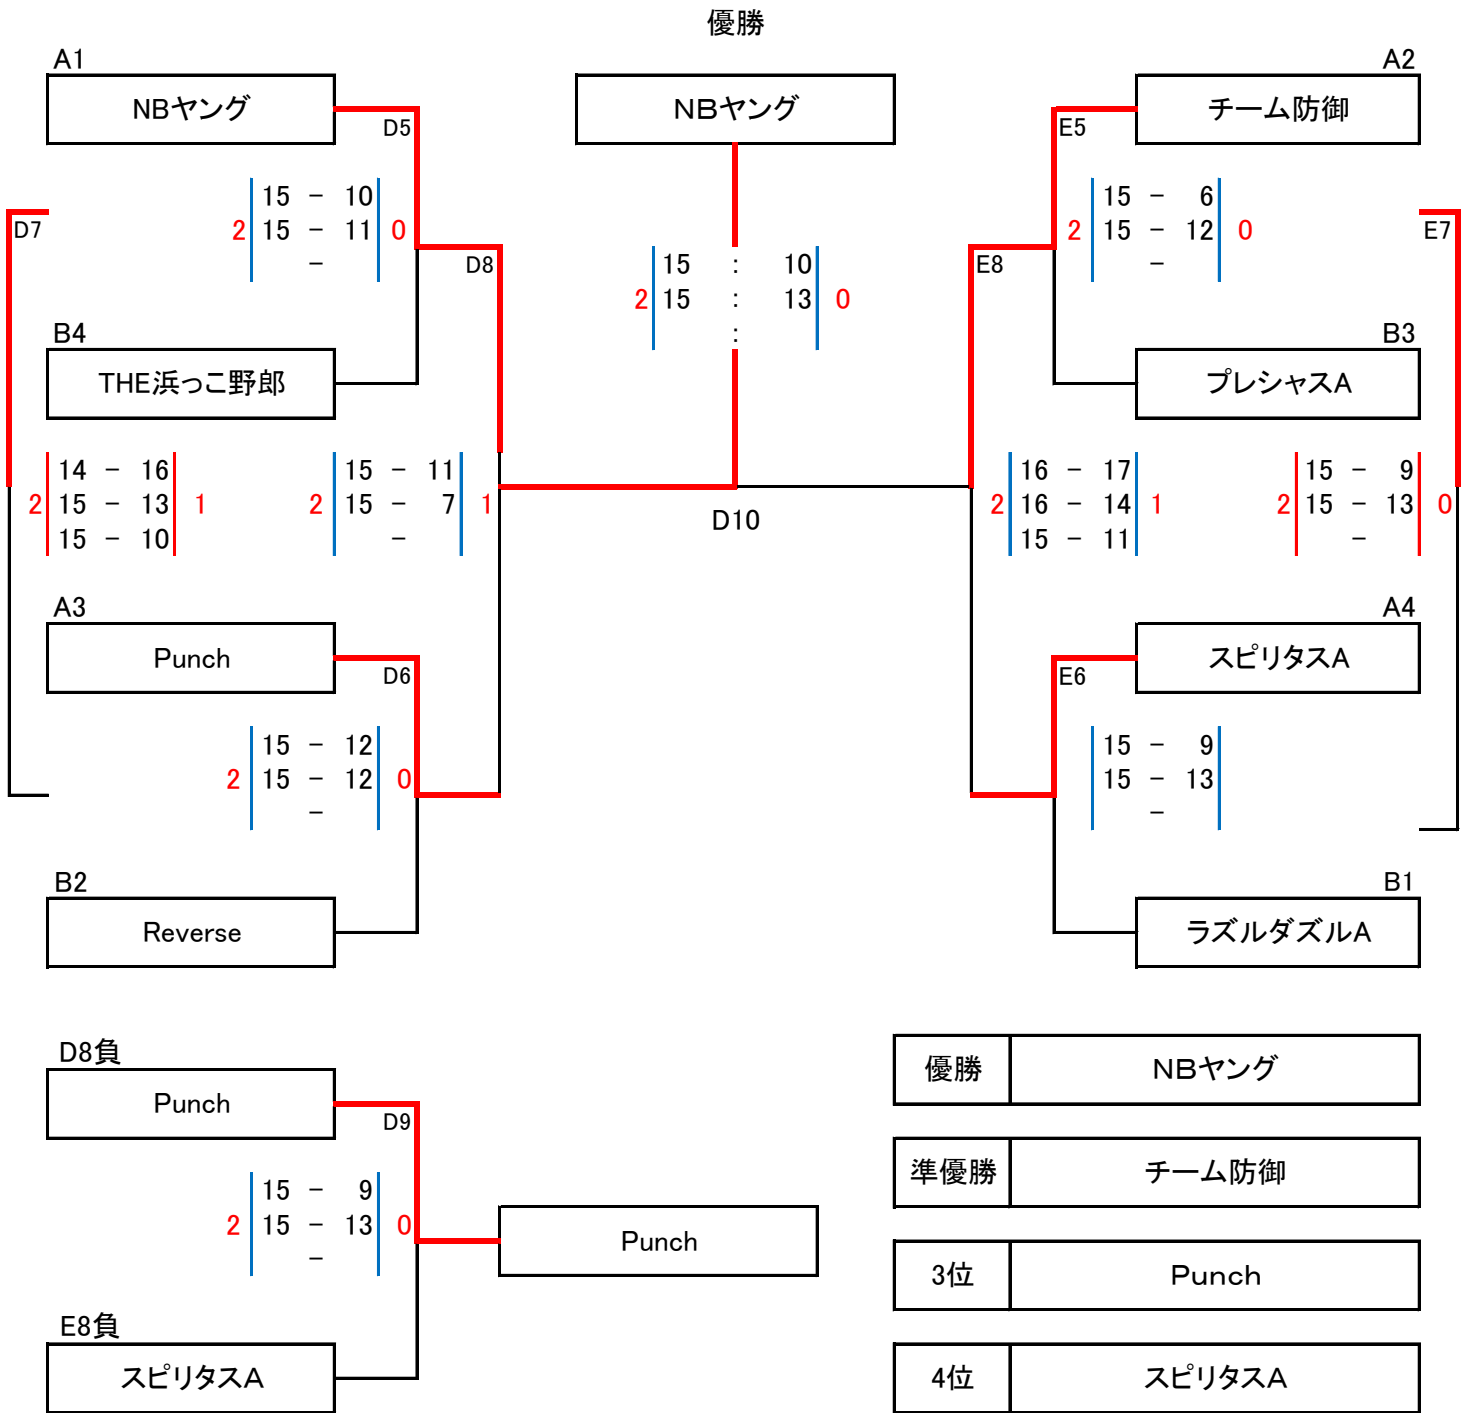 優勝
A1
NBヤング
D5
15 - 10
2 15 - 11 0
-
D7
D8
B4
THE浜っこ野郎
14 - 16
2 15 - 13 1
15 - 10
15 - 11
2 15 - 7 1
-
A3
Punch
D6
15 - 12
2 15 - 12 0
-
B2
Reverse
NBヤング
15 : 10
2 15 : 13 0
:
D10
A2
チーム防御
E5
15 - 6
2 15 - 12 0
-
E7
E8
B3
プレシャスA
16 - 17
2 16 - 14 1
15 - 11
15 - 9
2 15 - 13 0
-
A4
スピリタスA
E6
15 - 9
15 - 13
-
B1
ラズルダズルA
D8負
Punch
D9
15 - 9
2 15 - 13 0
-
Punch
E8負
スピリタスA
優勝 NBヤング
準優勝 チーム防御
3位 Punch
4位 スピリタスA